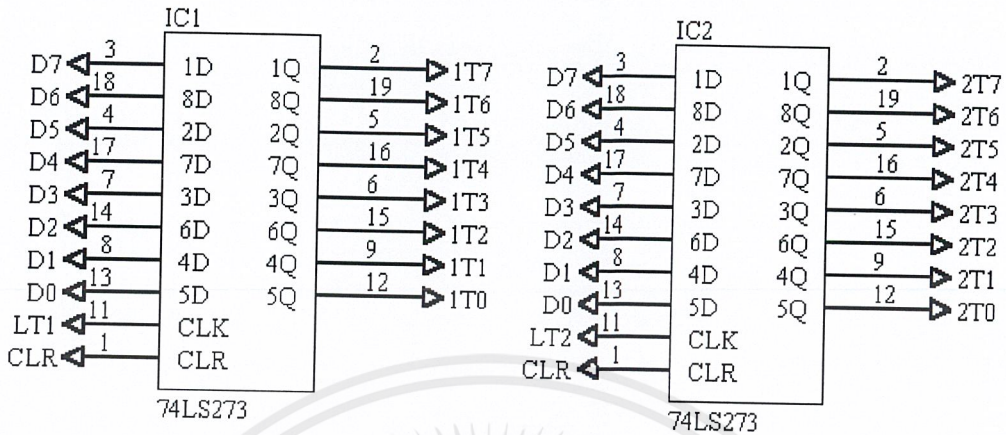 IC1
D7 3 1D 1Q 2 1T7
D6 18 8D 8Q 19 1T6
D5 4 2D 2Q 5 1T5
D4 17 7D 7Q 16 1T4
D3 7 3D 3Q 6 1T3
D2 14 6D 6Q 15 1T2
D1 8 4D 4Q 9 1T1
D0 13 5D 5Q 12 1T0
LT1 11 CLK
CLR 1 CLR
74LS273
IC2
D7 3 1D 1Q 2 2T7
D6 18 8D 8Q 19 2T6
D5 4 2D 2Q 5 2T5
D4 17 7D 7Q 16 2T4
D3 7 3D 3Q 6 2T3
D2 14 6D 6Q 15 2T2
D1 8 4D 4Q 9 2T1
D0 13 5D 5Q 12 2T0
LT2 11 CLK
CLR 1 CLR
74LS273